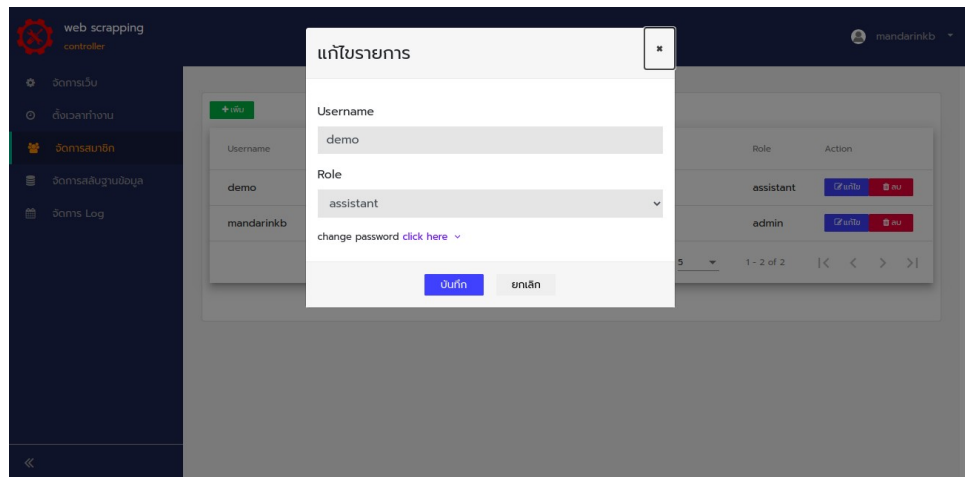 web scrapping
controller
mandarinkb
แก้ไขรายการ
จัดการเว็บ
ตั้งเวลาทำงาน
จัดการสมาชิก
จัดการสลับฐานข้อมูล
จัดการ Log
+เพิ่ม
Username
demo
Role
assistant
change password click here
บันทึก
ยกเลิก
Username
Role
Action
demo
assistant
แก้ไข
ลบ
mandarinkb
admin
แก้ไข
ลบ
5
1 - 2 of 2